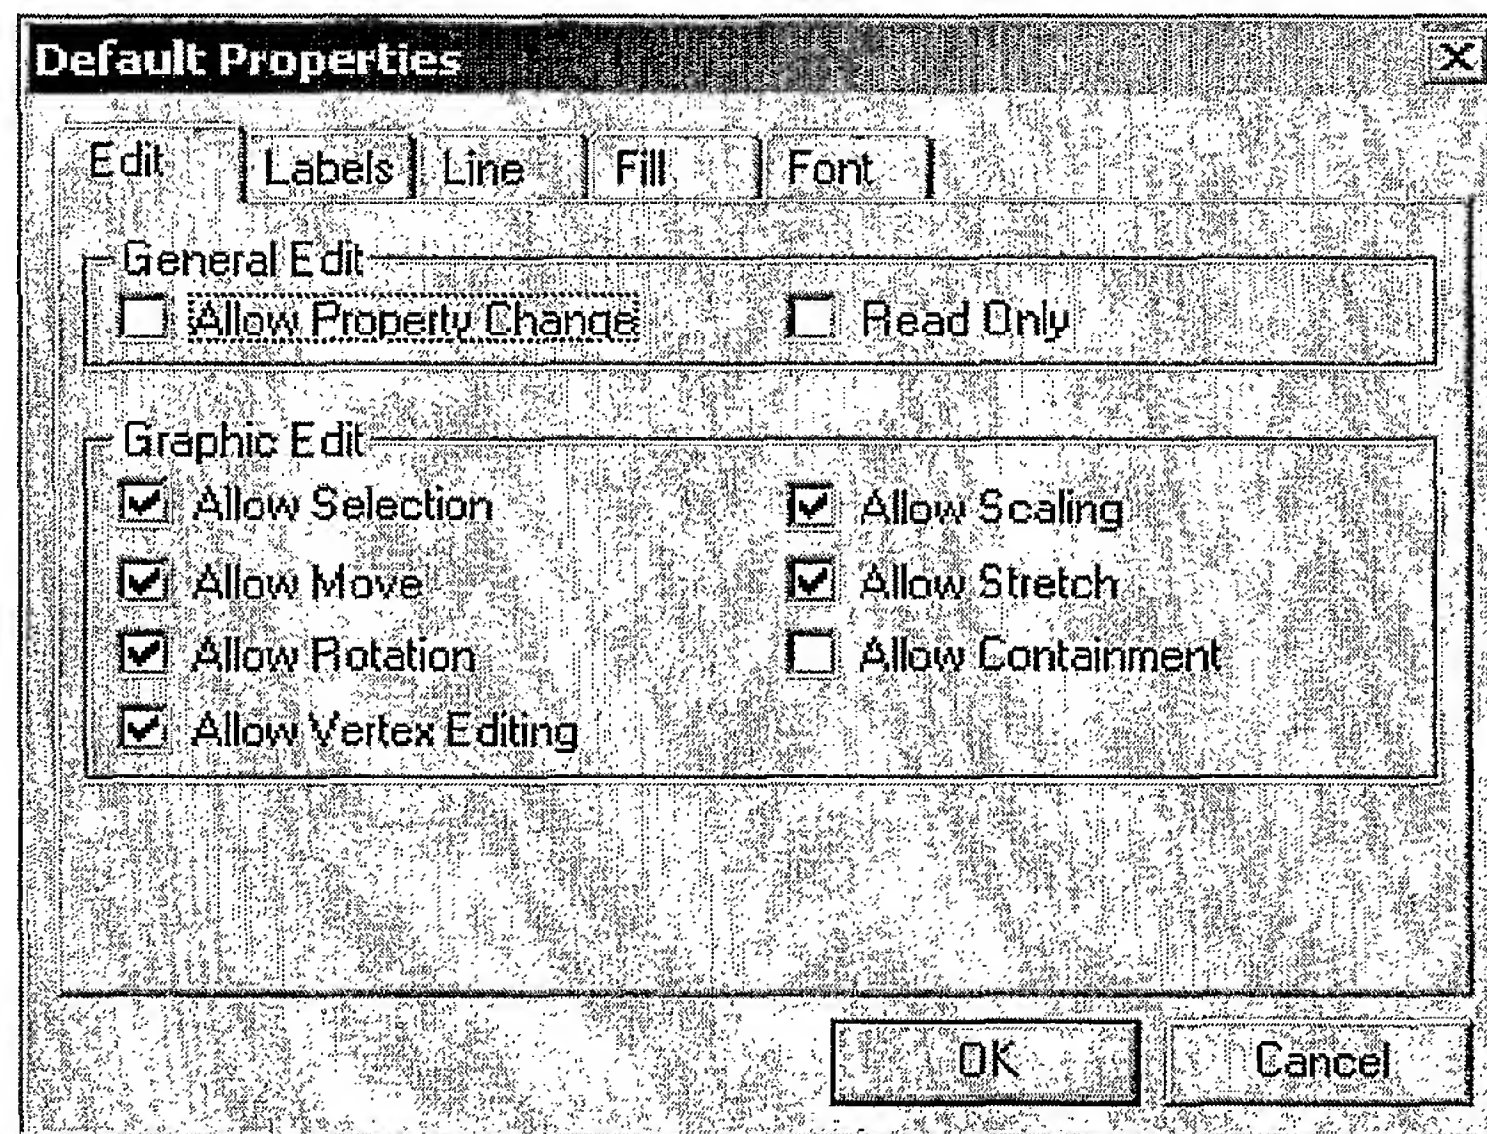 Default Properties
Edit Labels Line Fill Font
General Edit
Allow Property Change Read Only
Graphic Edit
Allow Selection Allow Scaling
Allow Move Allow Stretch
Allow Rotation Allow Containment
Allow Vertex Editing
OK Cancel